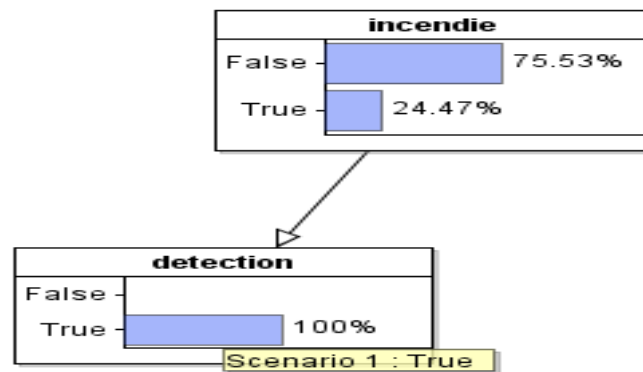 incendie
False 75.53%
True 24.47%
detection
False
True 100%
Scenario 1 : True